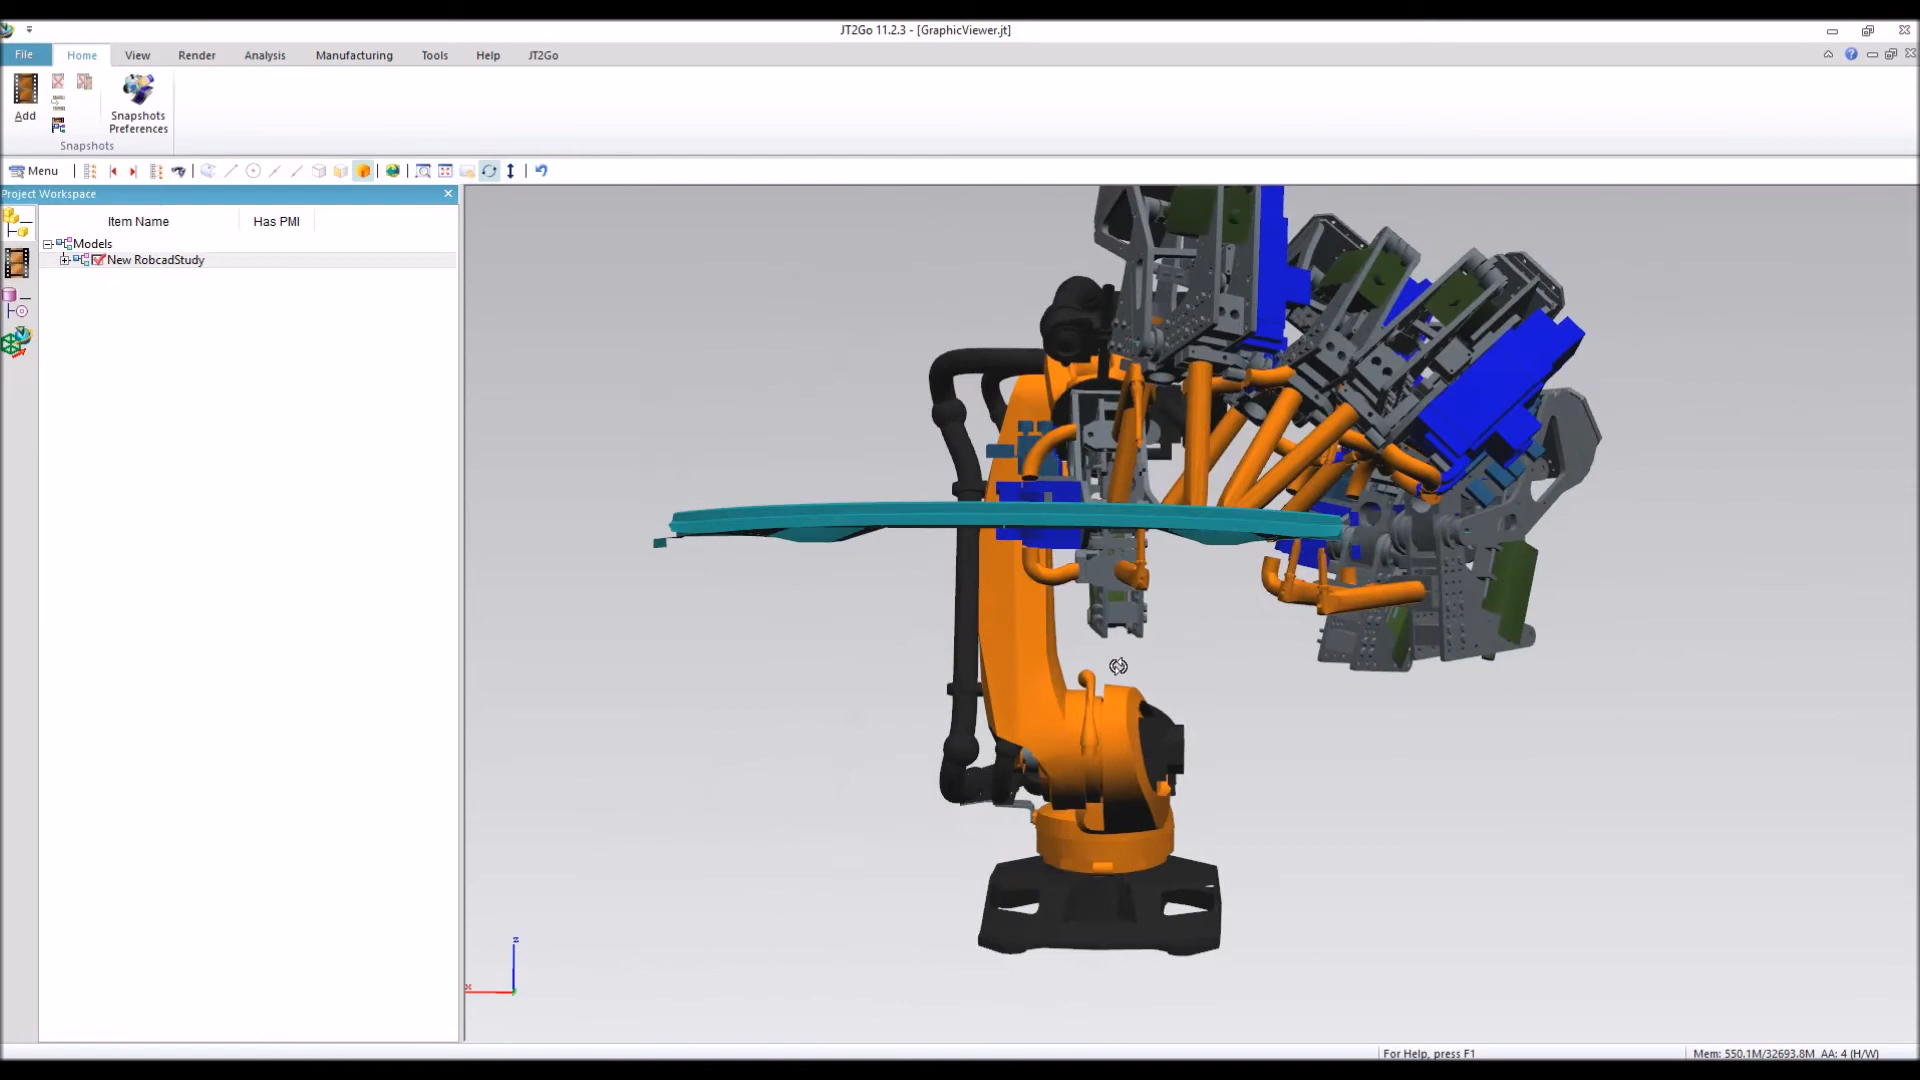 JT2Go 11.2.3 - [GraphicViewer.jt]
File Home View Render Analysis Manufacturing Tools Help JT2Go
Add
Snapshots
Preferences
Snapshots
Menu
Project Workspace
Item Name Has PMI
Models
New RobcadStudy
z
x
For Help, press F1 Mem: 550.1M/32693.8M AA: 4 (H/W)